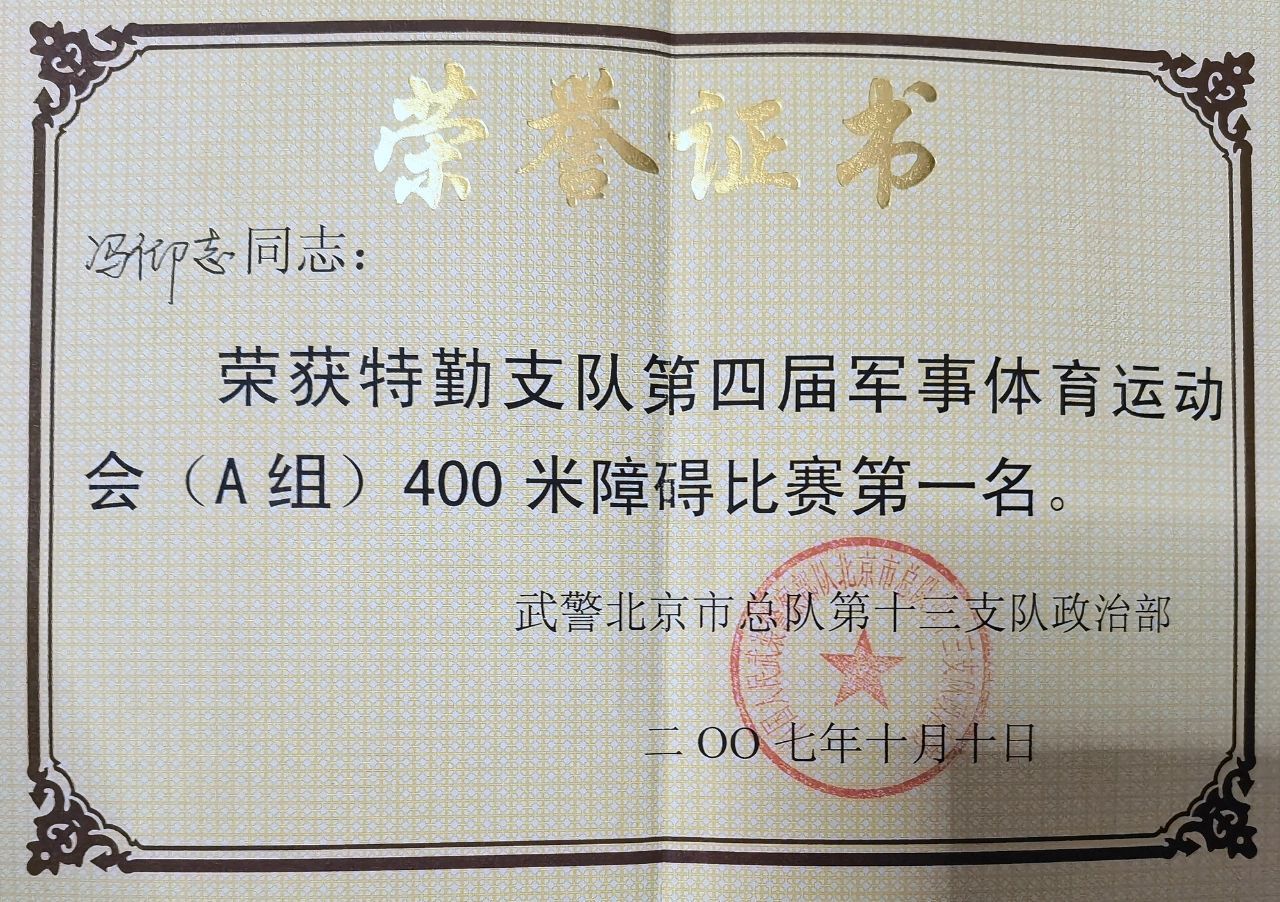 荣誉证书
冯仰志同志：
荣获特勤支队第四届军事体育运动
会（A组）400米障碍比赛第一名。
武警北京市总队第十三支队政治部
二OO七年十月十日